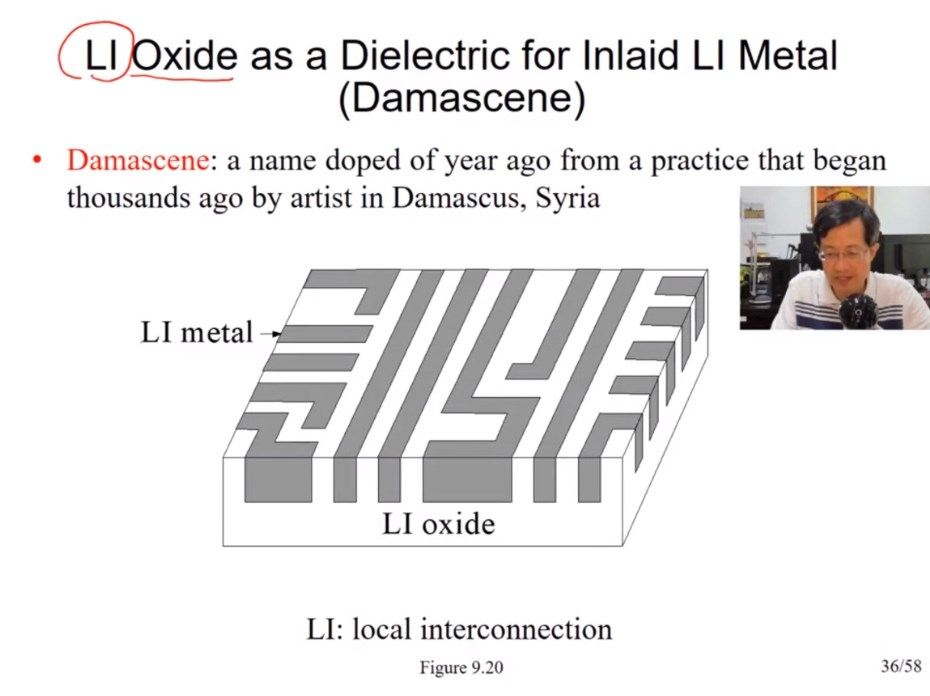 LI Oxide as a Dielectric for Inlaid LI Metal
(Damascene)
• Damascene: a name doped of year ago from a practice that began
thousands ago by artist in Damascus, Syria
LI metal
LI oxide
LI: local interconnection
Figure 9.20
36/58